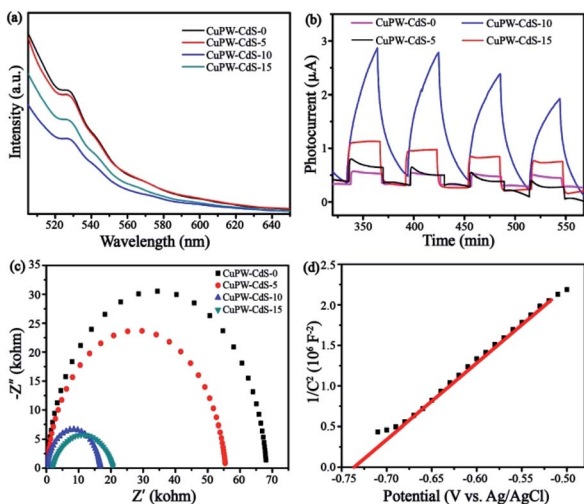 (a)
CuPW-CdS-0
CuPW-CdS-5
CuPW-CdS-10
CuPW-CdS-15
Intensity (a.u.)
520 540 560 580 600 620 640
Wavelength (nm)
(b)
CuPW-CdS-0 CuPW-CdS-10
CuPW-CdS-5 CuPW-CdS-15
Photocurrent (μA)
3
2
1
0
350 400 450 500 550
Time (min)
(c)
CuPW-CdS-0
CuPW-CdS-5
CuPW-CdS-10
CuPW-CdS-15
-Z″ (kohm)
35
30
25
20
15
10
5
0
0 10 20 30 40 50 60 70
Z′ (kohm)
(d)
1/C² (10⁶ F⁻²)
2.5
2.0
1.5
1.0
0.5
0.0
-0.75 -0.70 -0.65 -0.60 -0.55 -0.50
Potential (V vs. Ag/AgCl)